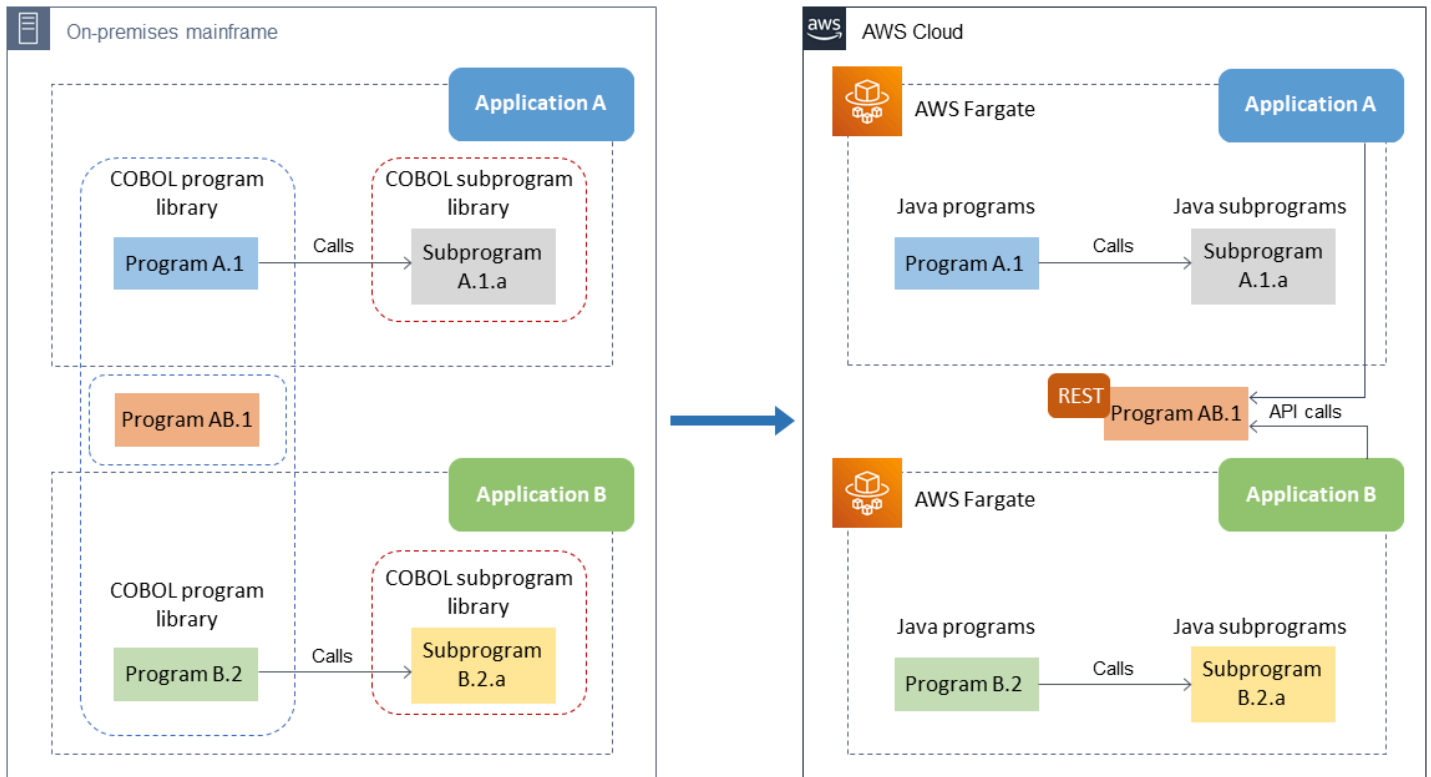 On-premises mainframe
Application A
COBOL program
library
COBOL subprogram
library
Program A.1
Calls
Subprogram
A.1.a
Program AB.1
Application B
COBOL program
library
COBOL subprogram
library
Program B.2
Calls
Subprogram
B.2.a
aws
AWS Cloud
AWS Fargate
Application A
Java programs
Java subprograms
Program A.1
Calls
Subprogram
A.1.a
REST
Program AB.1
API calls
AWS Fargate
Application B
Java programs
Java subprograms
Program B.2
Calls
Subprogram
B.2.a